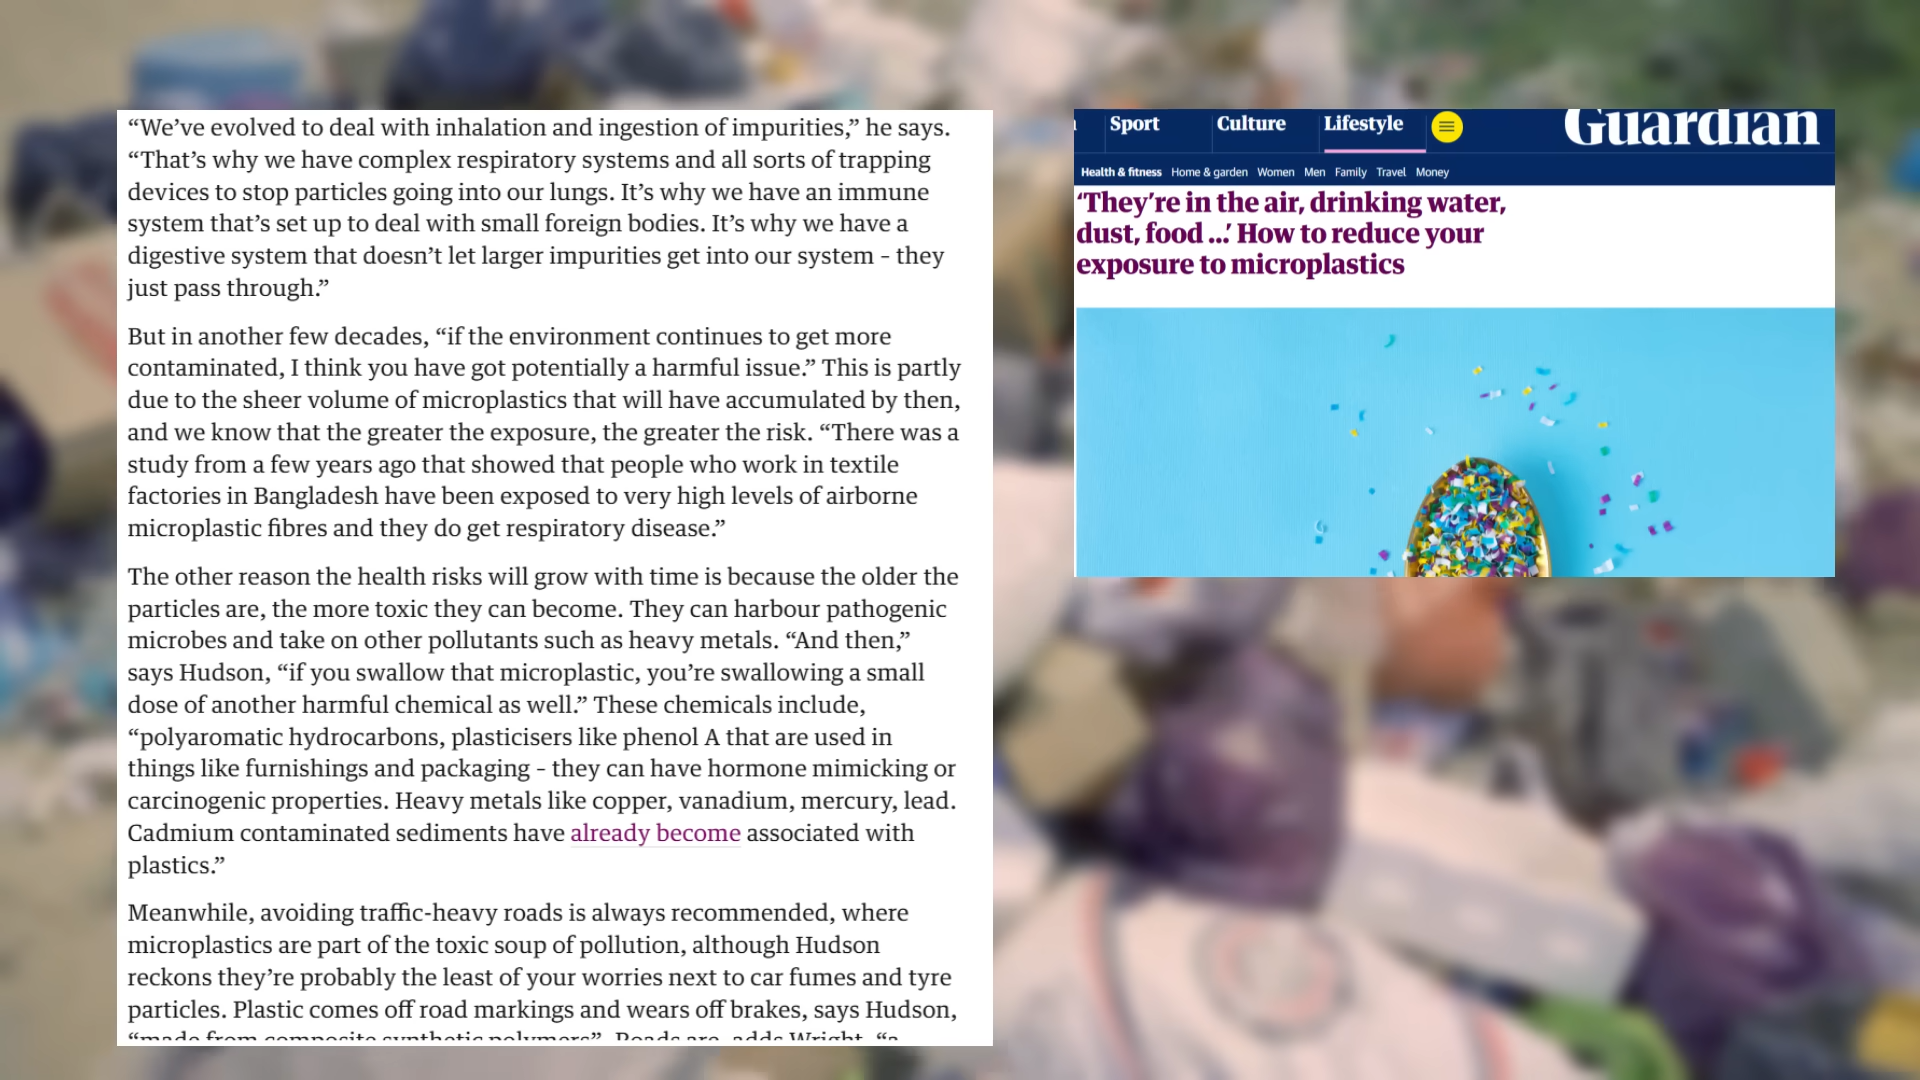 “We’ve evolved to deal with inhalation and ingestion of impurities,” he says.
“That’s why we have complex respiratory systems and all sorts of trapping
devices to stop particles going into our lungs. It’s why we have an immune
system that’s set up to deal with small foreign bodies. It’s why we have a
digestive system that doesn’t let larger impurities get into our system – they
just pass through.”
But in another few decades, “if the environment continues to get more
contaminated, I think you have got potentially a harmful issue.” This is partly
due to the sheer volume of microplastics that will have accumulated by then,
and we know that the greater the exposure, the greater the risk. “There was a
study from a few years ago that showed that people who work in textile
factories in Bangladesh have been exposed to very high levels of airborne
microplastic fibres and they do get respiratory disease.”
The other reason the health risks will grow with time is because the older the
particles are, the more toxic they can become. They can harbour pathogenic
microbes and take on other pollutants such as heavy metals. “And then,”
says Hudson, “if you swallow that microplastic, you’re swallowing a small
dose of another harmful chemical as well.” These chemicals include,
“polyaromatic hydrocarbons, plasticisers like phenol A that are used in
things like furnishings and packaging – they can have hormone mimicking or
carcinogenic properties. Heavy metals like copper, vanadium, mercury, lead.
Cadmium contaminated sediments have already become associated with
plastics.”
Meanwhile, avoiding traffic-heavy roads is always recommended, where
microplastics are part of the toxic soup of pollution, although Hudson
reckons they’re probably the least of your worries next to car fumes and tyre
particles. Plastic comes off road markings and wears off brakes, says Hudson,
“made from composite synthetic polymers”. Roads are, adds Wright, “a
Sport Culture Lifestyle
Guardian
Health & fitness Home & garden Women Men Family Travel Money
‘They’re in the air, drinking water,
dust, food ...’ How to reduce your
exposure to microplastics